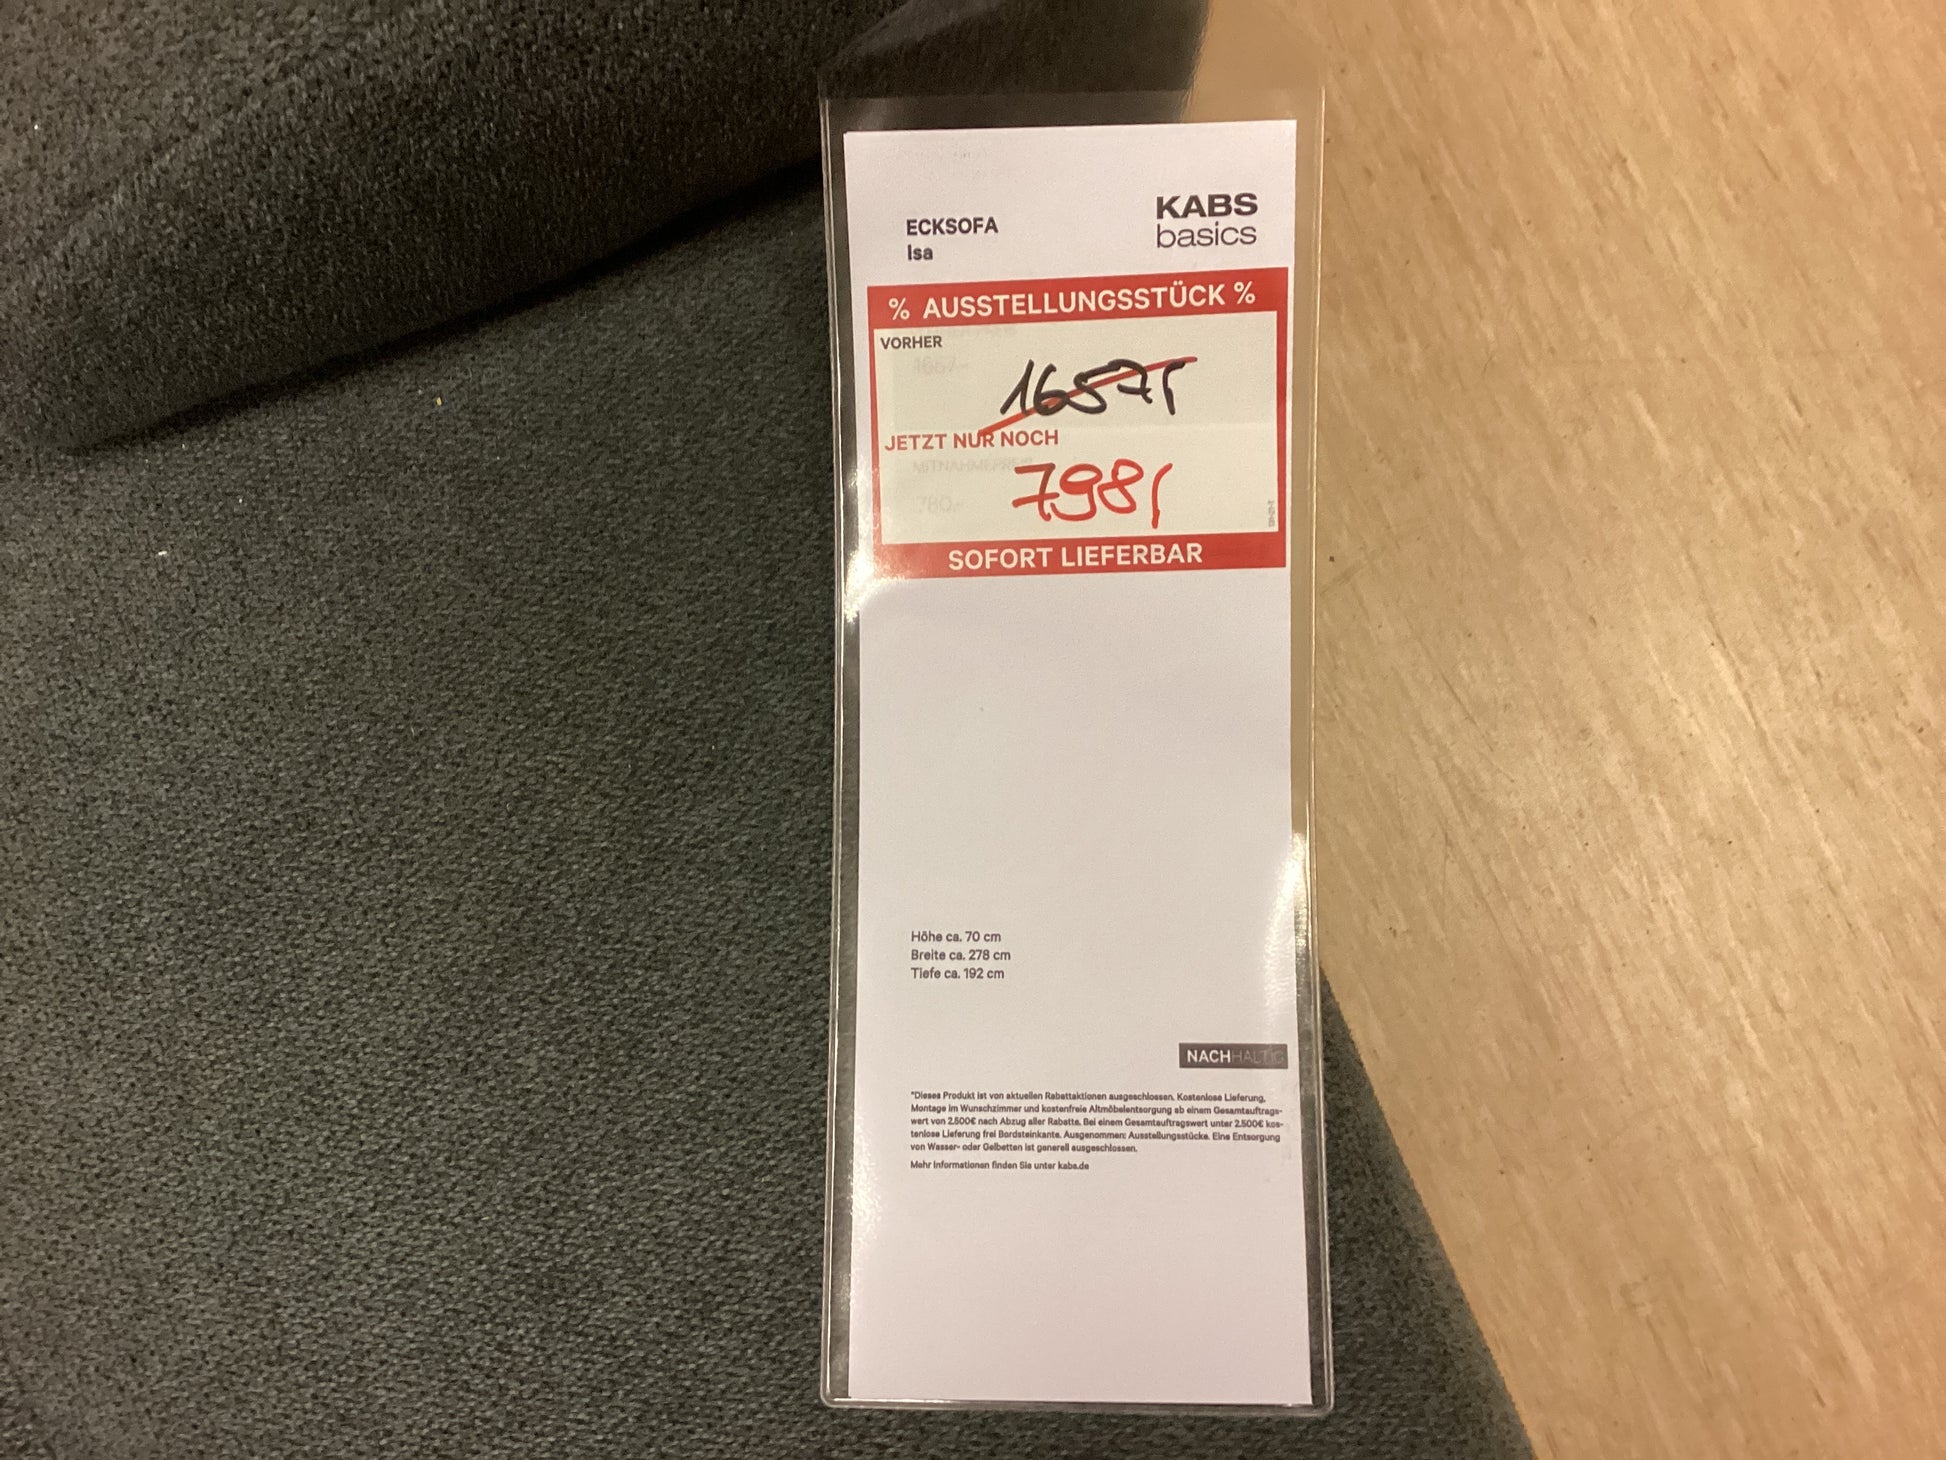 ECKSOFA
Isa
KABS
basics
% AUSSTELLUNGSSTÜCK %
VORHER
1657,-
1657,
JETZT NUR NOCH
MITNAHMEPREIS
780,-
798,
SOFORT LIEFERBAR
Höhe ca. 70 cm
Breite ca. 278 cm
Tiefe ca. 192 cm
NACHHALTIG
*Dieses Produkt ist von aktuellen Rabattaktionen ausgeschlossen. Kostenlose Lieferung,
Montage im Wunschzimmer und kostenfreie Altmöbelentsorgung ab einem Gesamtauftrags-
wert von 2.500€ nach Abzug aller Rabatte. Bei einem Gesamtauftragswert unter 2.500€ kos-
tenlose Lieferung frei Bordsteinkante. Ausgenommen: Ausstellungsstücke. Eine Entsorgung
von Wasser- oder Gelbetten ist generell ausgeschlossen.
Mehr Informationen finden Sie unter kabs.de